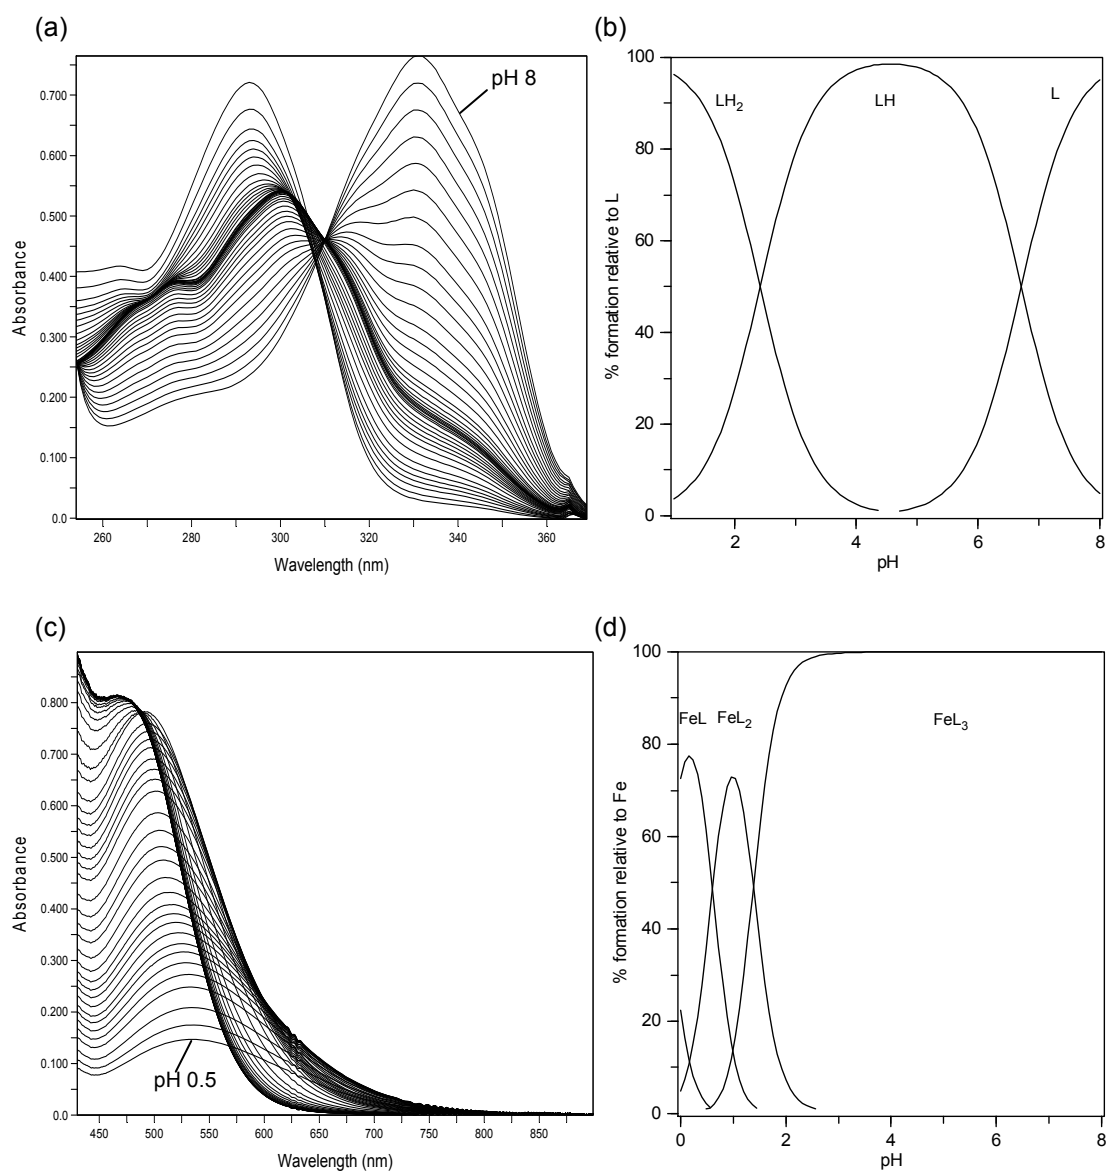 (a)
pH 8
0.700
0.600
0.500
0.400
0.300
0.200
0.100
0.0
Absorbance
260 280 300 320 340 360
Wavelength (nm)
(b)
100
80
60
40
20
0
% formation relative to L
LH2
LH
L
2 4 6 8
pH
(c)
0.800
0.700
0.600
0.500
0.400
0.300
0.200
0.100
0.0
Absorbance
pH 0.5
450 500 550 600 650 700 750 800 850
Wavelength (nm)
(d)
100
80
60
40
20
0
% formation relative to Fe
FeL
FeL2
FeL3
0 2 4 6 8
pH